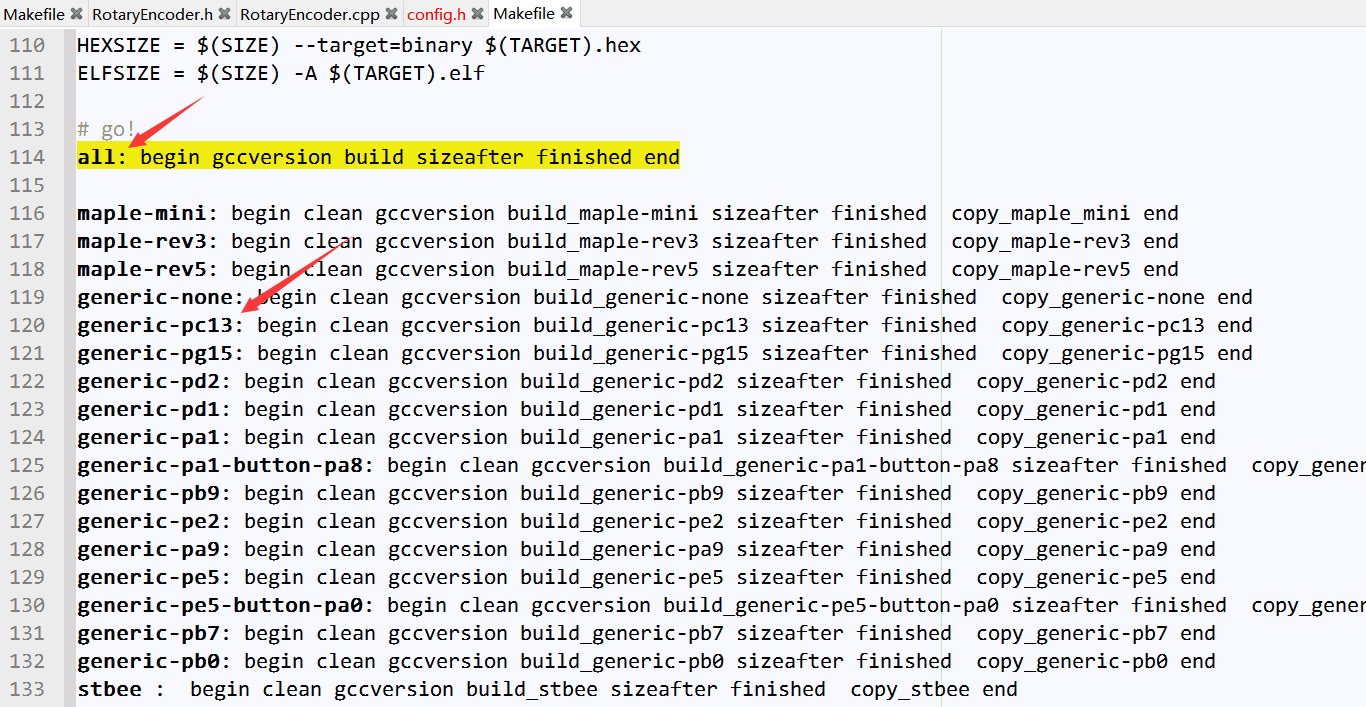 Makefile RotaryEncoder.h RotaryEncoder.cpp config.h Makefile
110 HEXSIZE = $(SIZE) --target=binary $(TARGET).hex
111 ELFSIZE = $(SIZE) -A $(TARGET).elf
112
113 # go!
114 all: begin gccversion build sizeafter finished end
115
116 maple-mini: begin clean gccversion build_maple-mini sizeafter finished  copy_maple_mini end
117 maple-rev3: begin clean gccversion build_maple-rev3 sizeafter finished  copy_maple-rev3 end
118 maple-rev5: begin clean gccversion build_maple-rev5 sizeafter finished  copy_maple-rev5 end
119 generic-none: begin clean gccversion build_generic-none sizeafter finished  copy_generic-none end
120 generic-pc13: begin clean gccversion build_generic-pc13 sizeafter finished  copy_generic-pc13 end
121 generic-pg15: begin clean gccversion build_generic-pg15 sizeafter finished  copy_generic-pg15 end
122 generic-pd2: begin clean gccversion build_generic-pd2 sizeafter finished  copy_generic-pd2 end
123 generic-pd1: begin clean gccversion build_generic-pd1 sizeafter finished  copy_generic-pd1 end
124 generic-pa1: begin clean gccversion build_generic-pa1 sizeafter finished  copy_generic-pa1 end
125 generic-pa1-button-pa8: begin clean gccversion build_generic-pa1-button-pa8 sizeafter finished  copy_gener
126 generic-pb9: begin clean gccversion build_generic-pb9 sizeafter finished  copy_generic-pb9 end
127 generic-pe2: begin clean gccversion build_generic-pe2 sizeafter finished  copy_generic-pe2 end
128 generic-pa9: begin clean gccversion build_generic-pa9 sizeafter finished  copy_generic-pa9 end
129 generic-pe5: begin clean gccversion build_generic-pe5 sizeafter finished  copy_generic-pe5 end
130 generic-pe5-button-pa0: begin clean gccversion build_generic-pe5-button-pa0 sizeafter finished  copy_gener
131 generic-pb7: begin clean gccversion build_generic-pb7 sizeafter finished  copy_generic-pb7 end
132 generic-pb0: begin clean gccversion build_generic-pb0 sizeafter finished  copy_generic-pb0 end
133 stbee :  begin clean gccversion build_stbee sizeafter finished  copy_stbee end